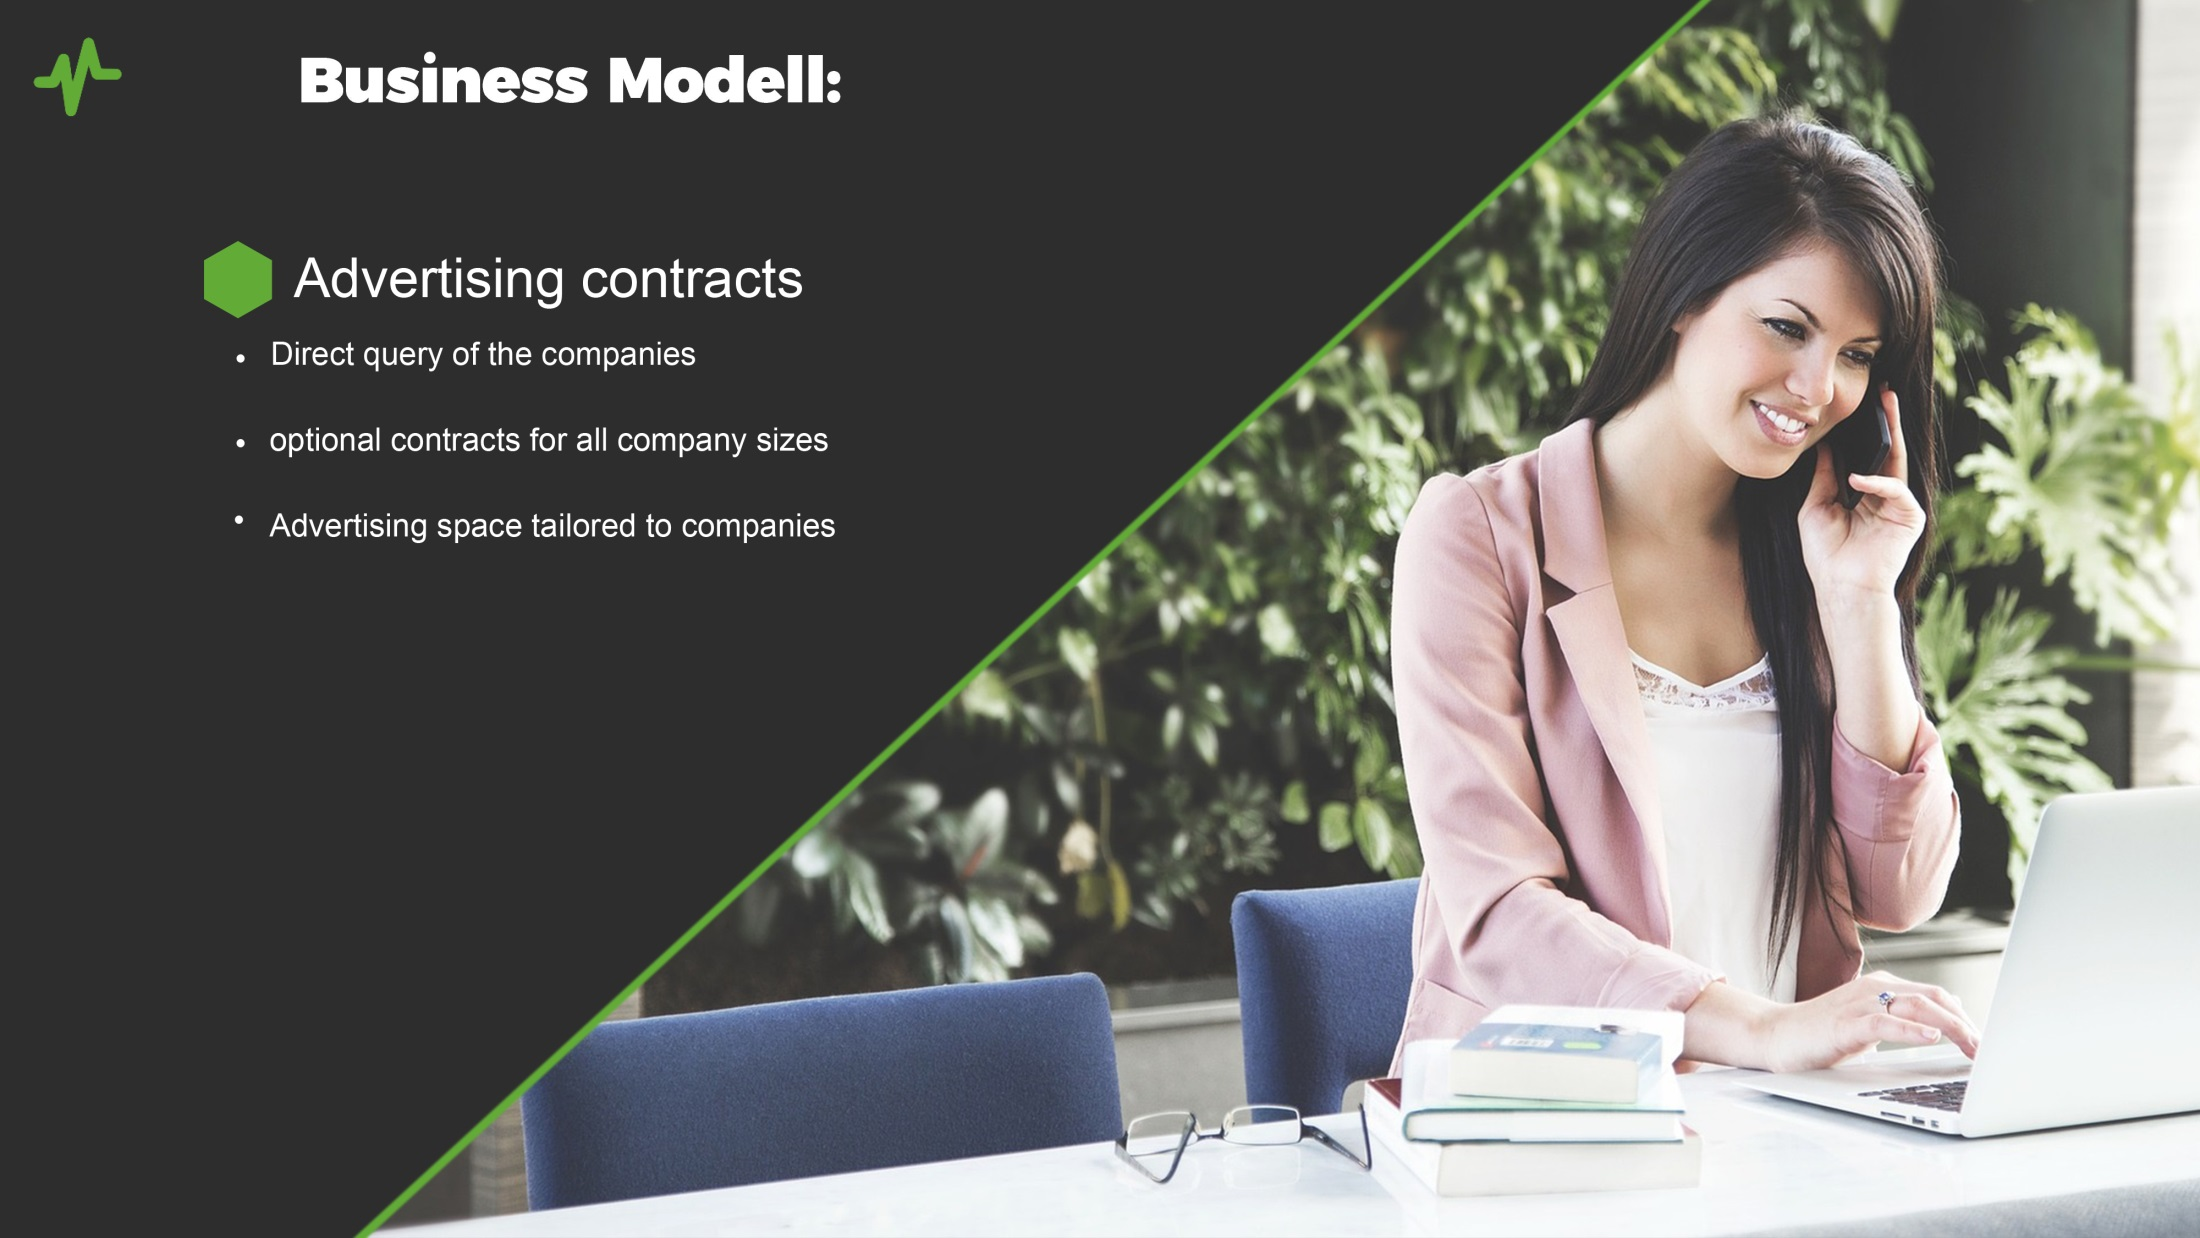 Business Modell:
Advertising contracts
• Direct query of the companies
• optional contracts for all company sizes
• Advertising space tailored to companies